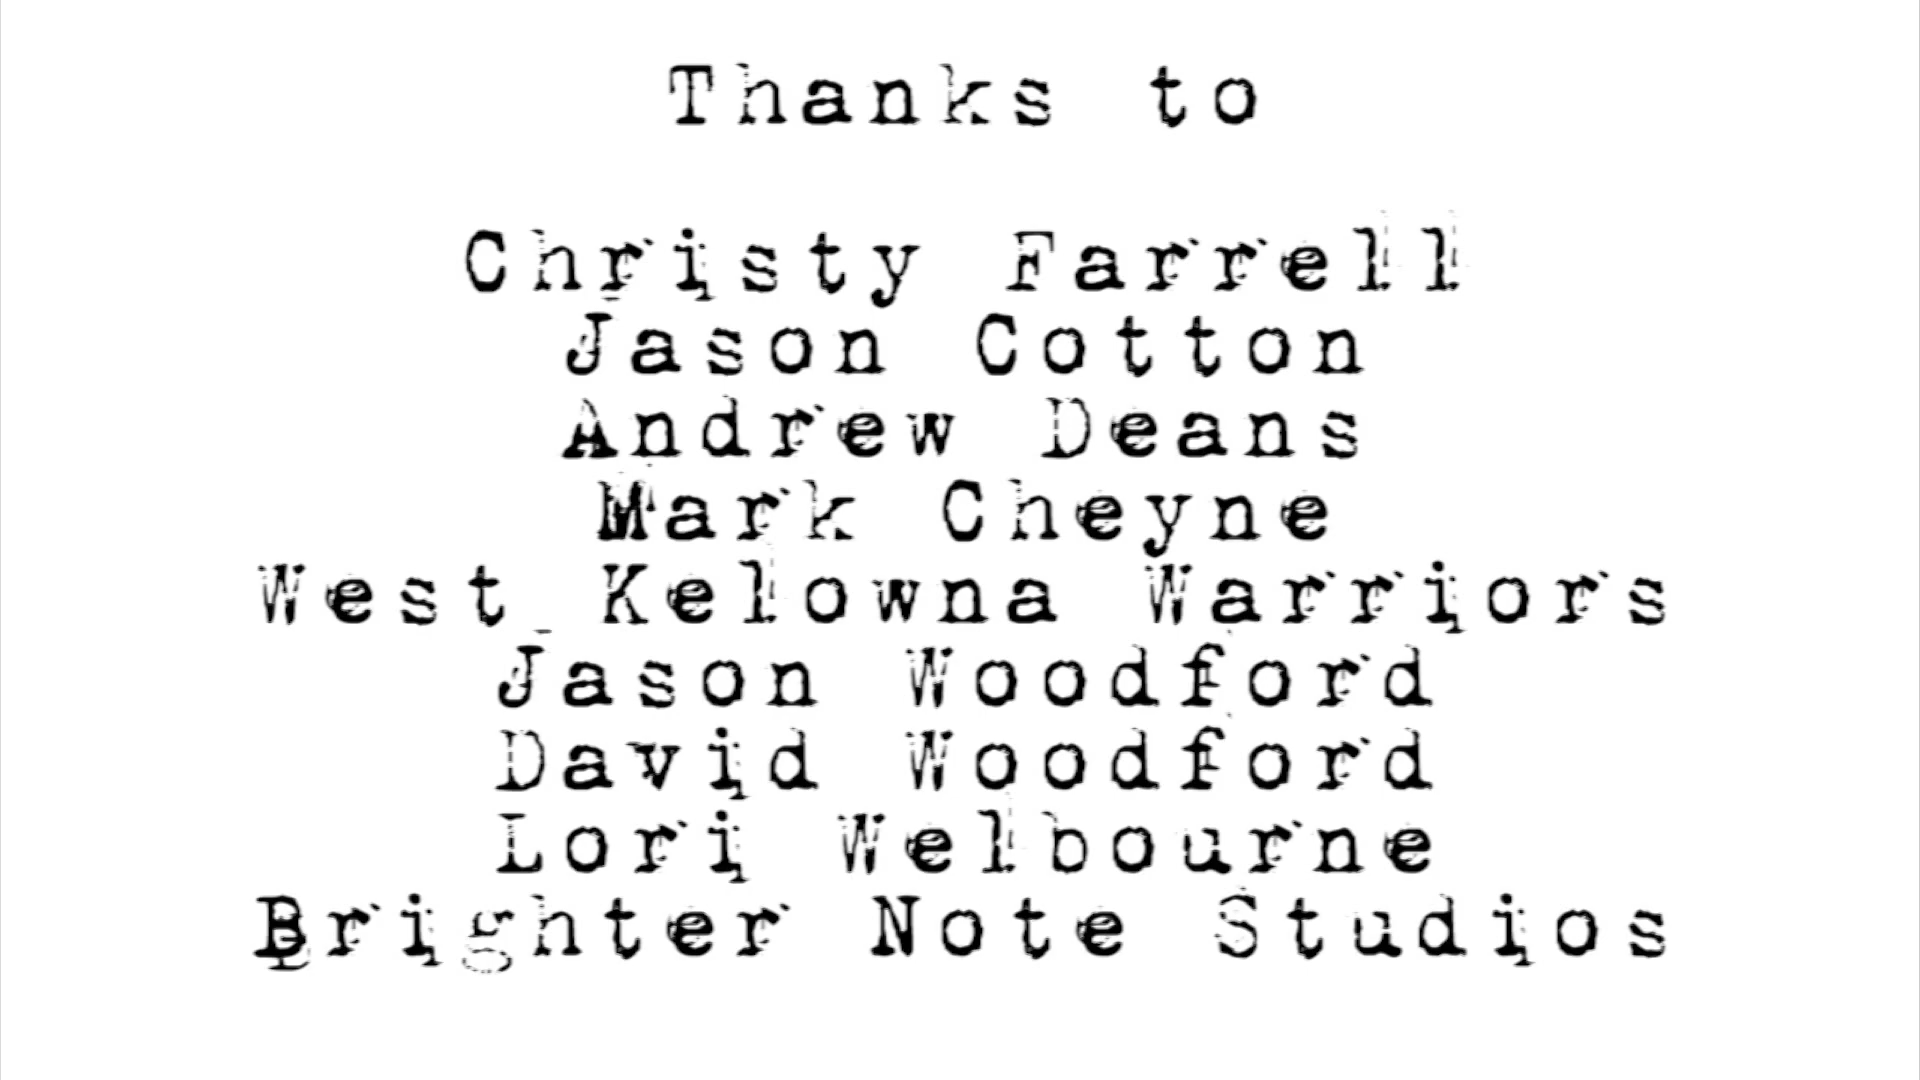 Thanks to
Christy Farrell
Jason Cotton
Andrew Deans
Mark Cheyne
West Kelowna Warriors
Jason Woodford
David Woodford
Lori Welbourne
Brighter Note Studios